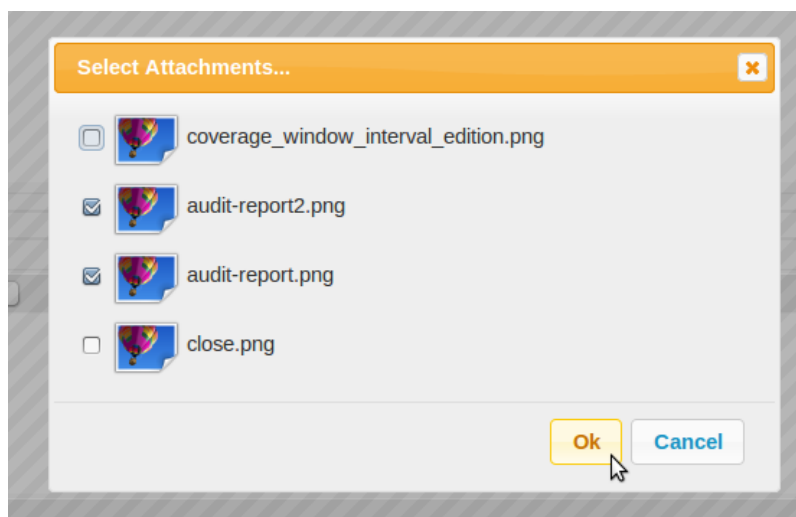 Select Attachments...
coverage_window_interval_edition.png
audit-report2.png
audit-report.png
close.png
Ok Cancel